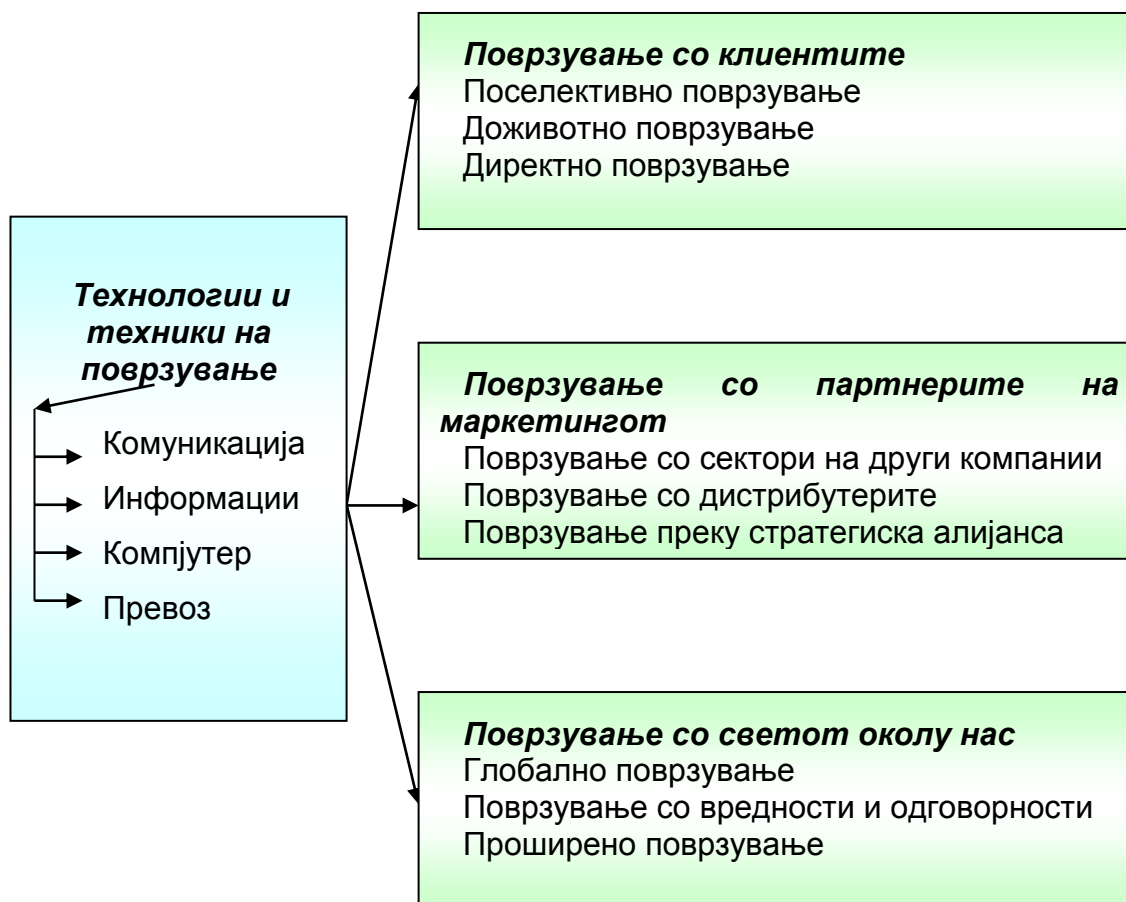 Технологии и
техники на
поврзување
Комуникација
Информации
Компјутер
Превоз
Поврзување со клиентите
Поселективно поврзување
Доживотно поврзување
Директно поврзување
Поврзување со партнерите на
маркетингот
Поврзување со сектори на други компании
Поврзување со дистрибутерите
Поврзување преку стратегиска алијанса
Поврзување со светот околу нас
Глобално поврзување
Поврзување со вредности и одговорности
Проширено поврзување